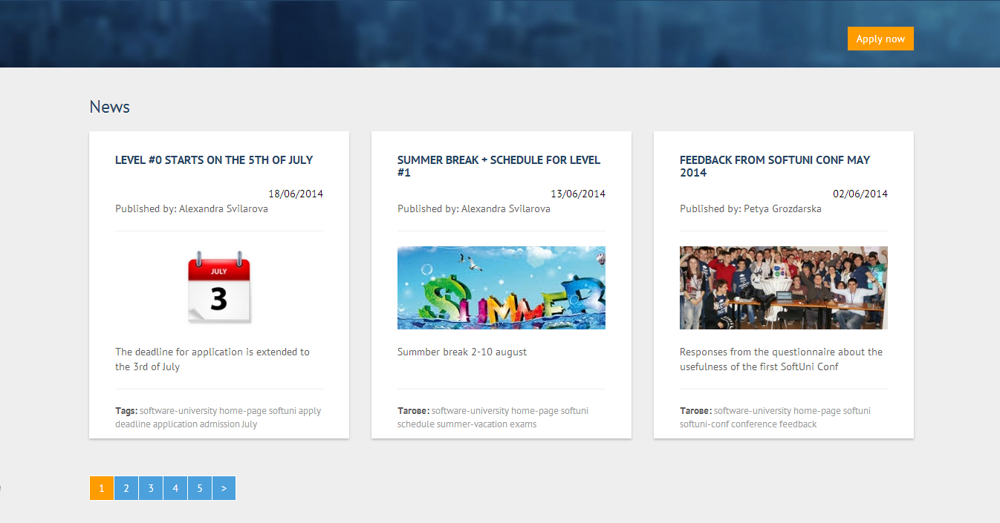 Apply now
News
LEVEL #0 STARTS ON THE 5TH OF JULY
18/06/2014
Published by: Alexandra Svilarova
JULY
3
The deadline for application is extended to
the 3rd of July
Tags: software-university home-page softuni apply
deadline application admission July
SUMMER BREAK + SCHEDULE FOR LEVEL
#1
13/06/2014
Published by: Alexandra Svilarova
SUMMER
Summber break 2-10 august
Тагове: software-university home-page softuni
schedule summer-vacation exams
FEEDBACK FROM SOFTUNI CONF MAY
2014
02/06/2014
Published by: Petya Grozdarska
Responses from the questionnaire about the
usefulness of the first SoftUni Conf
Тагове: software-university home-page softuni
softuni-conf conference feedback
1 2 3 4 5 >